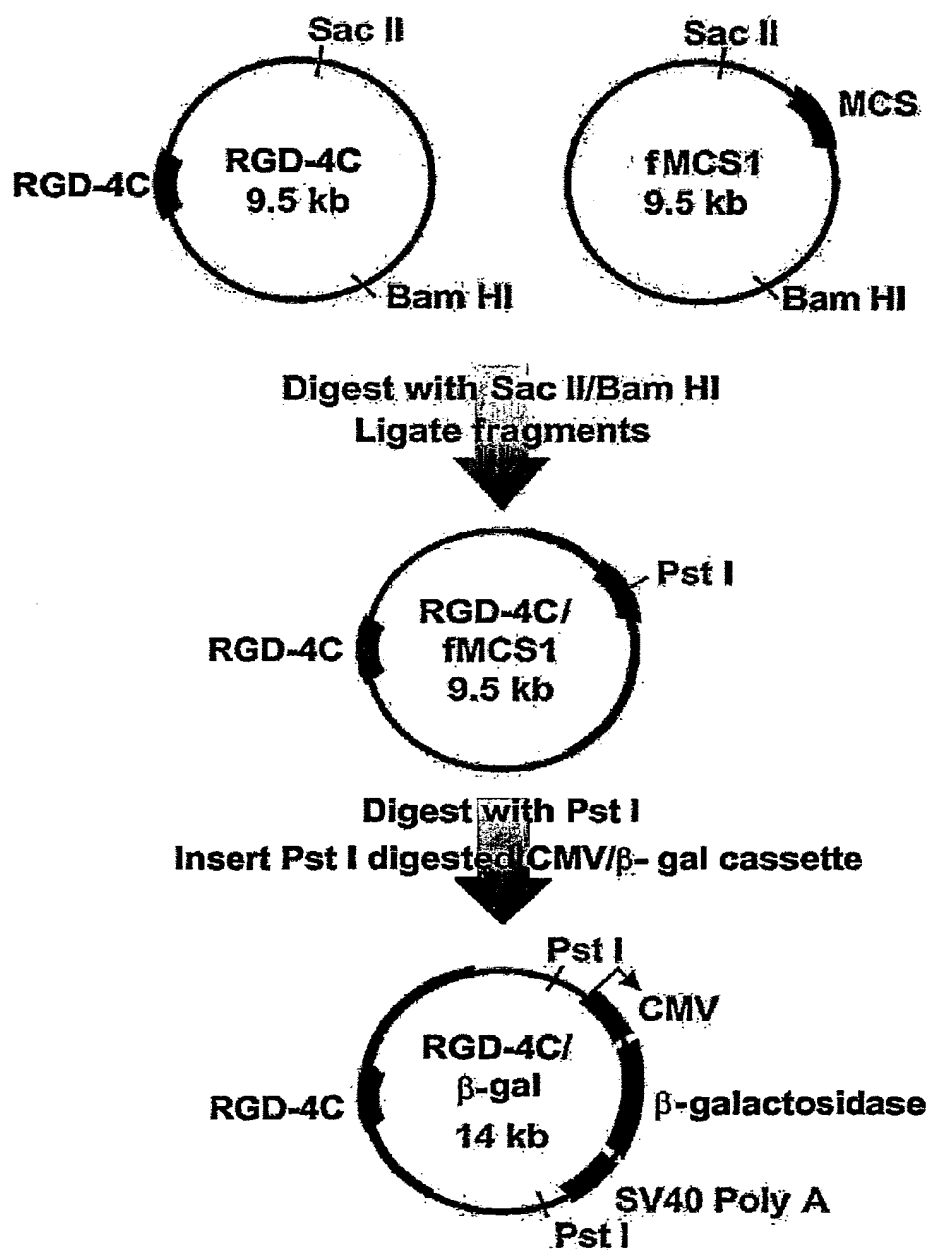 Sac II
Sac II
MCS
RGD-4C
RGD-4C
9.5 kb
fMCS1
9.5 kb
Bam HI
Bam HI
Digest with Sac II/Bam HI
Ligate fragments
Pst I
RGD-4C
RGD-4C/
fMCS1
9.5 kb
Digest with Pst I
Insert Pst I digested CMV/β- gal cassette
Pst I
CMV
RGD-4C
RGD-4C/
β-gal
14 kb
β-galactosidase
SV40 Poly A
Pst I